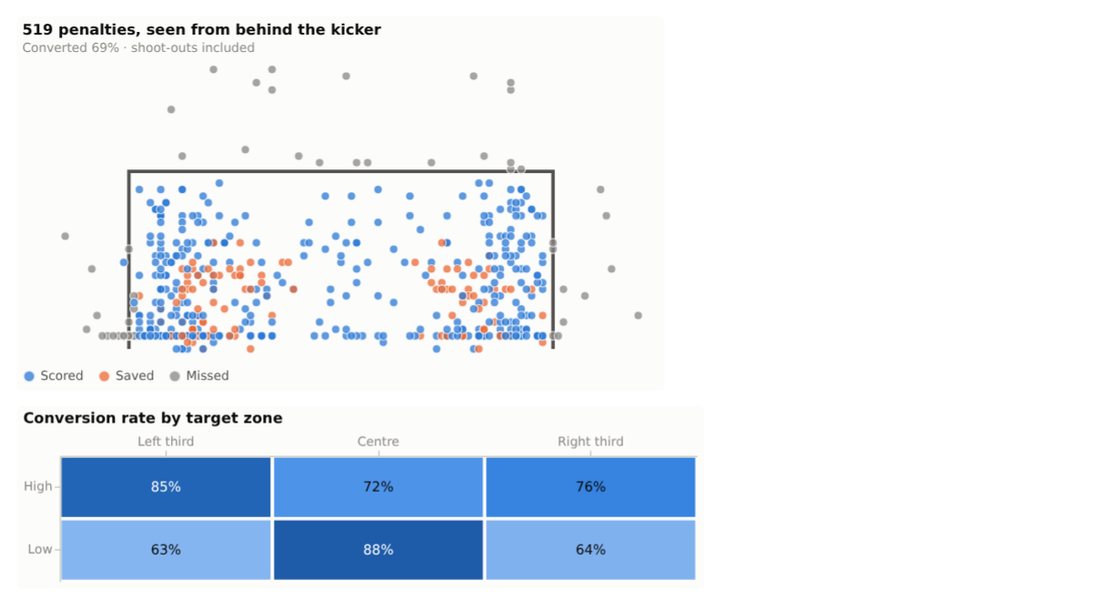 519 penalties, seen from behind the kicker
Converted 69% · shoot-outs included
Scored Saved Missed
Conversion rate by target zone
Left third Centre Right third
High 85% 72% 76%
Low 63% 88% 64%